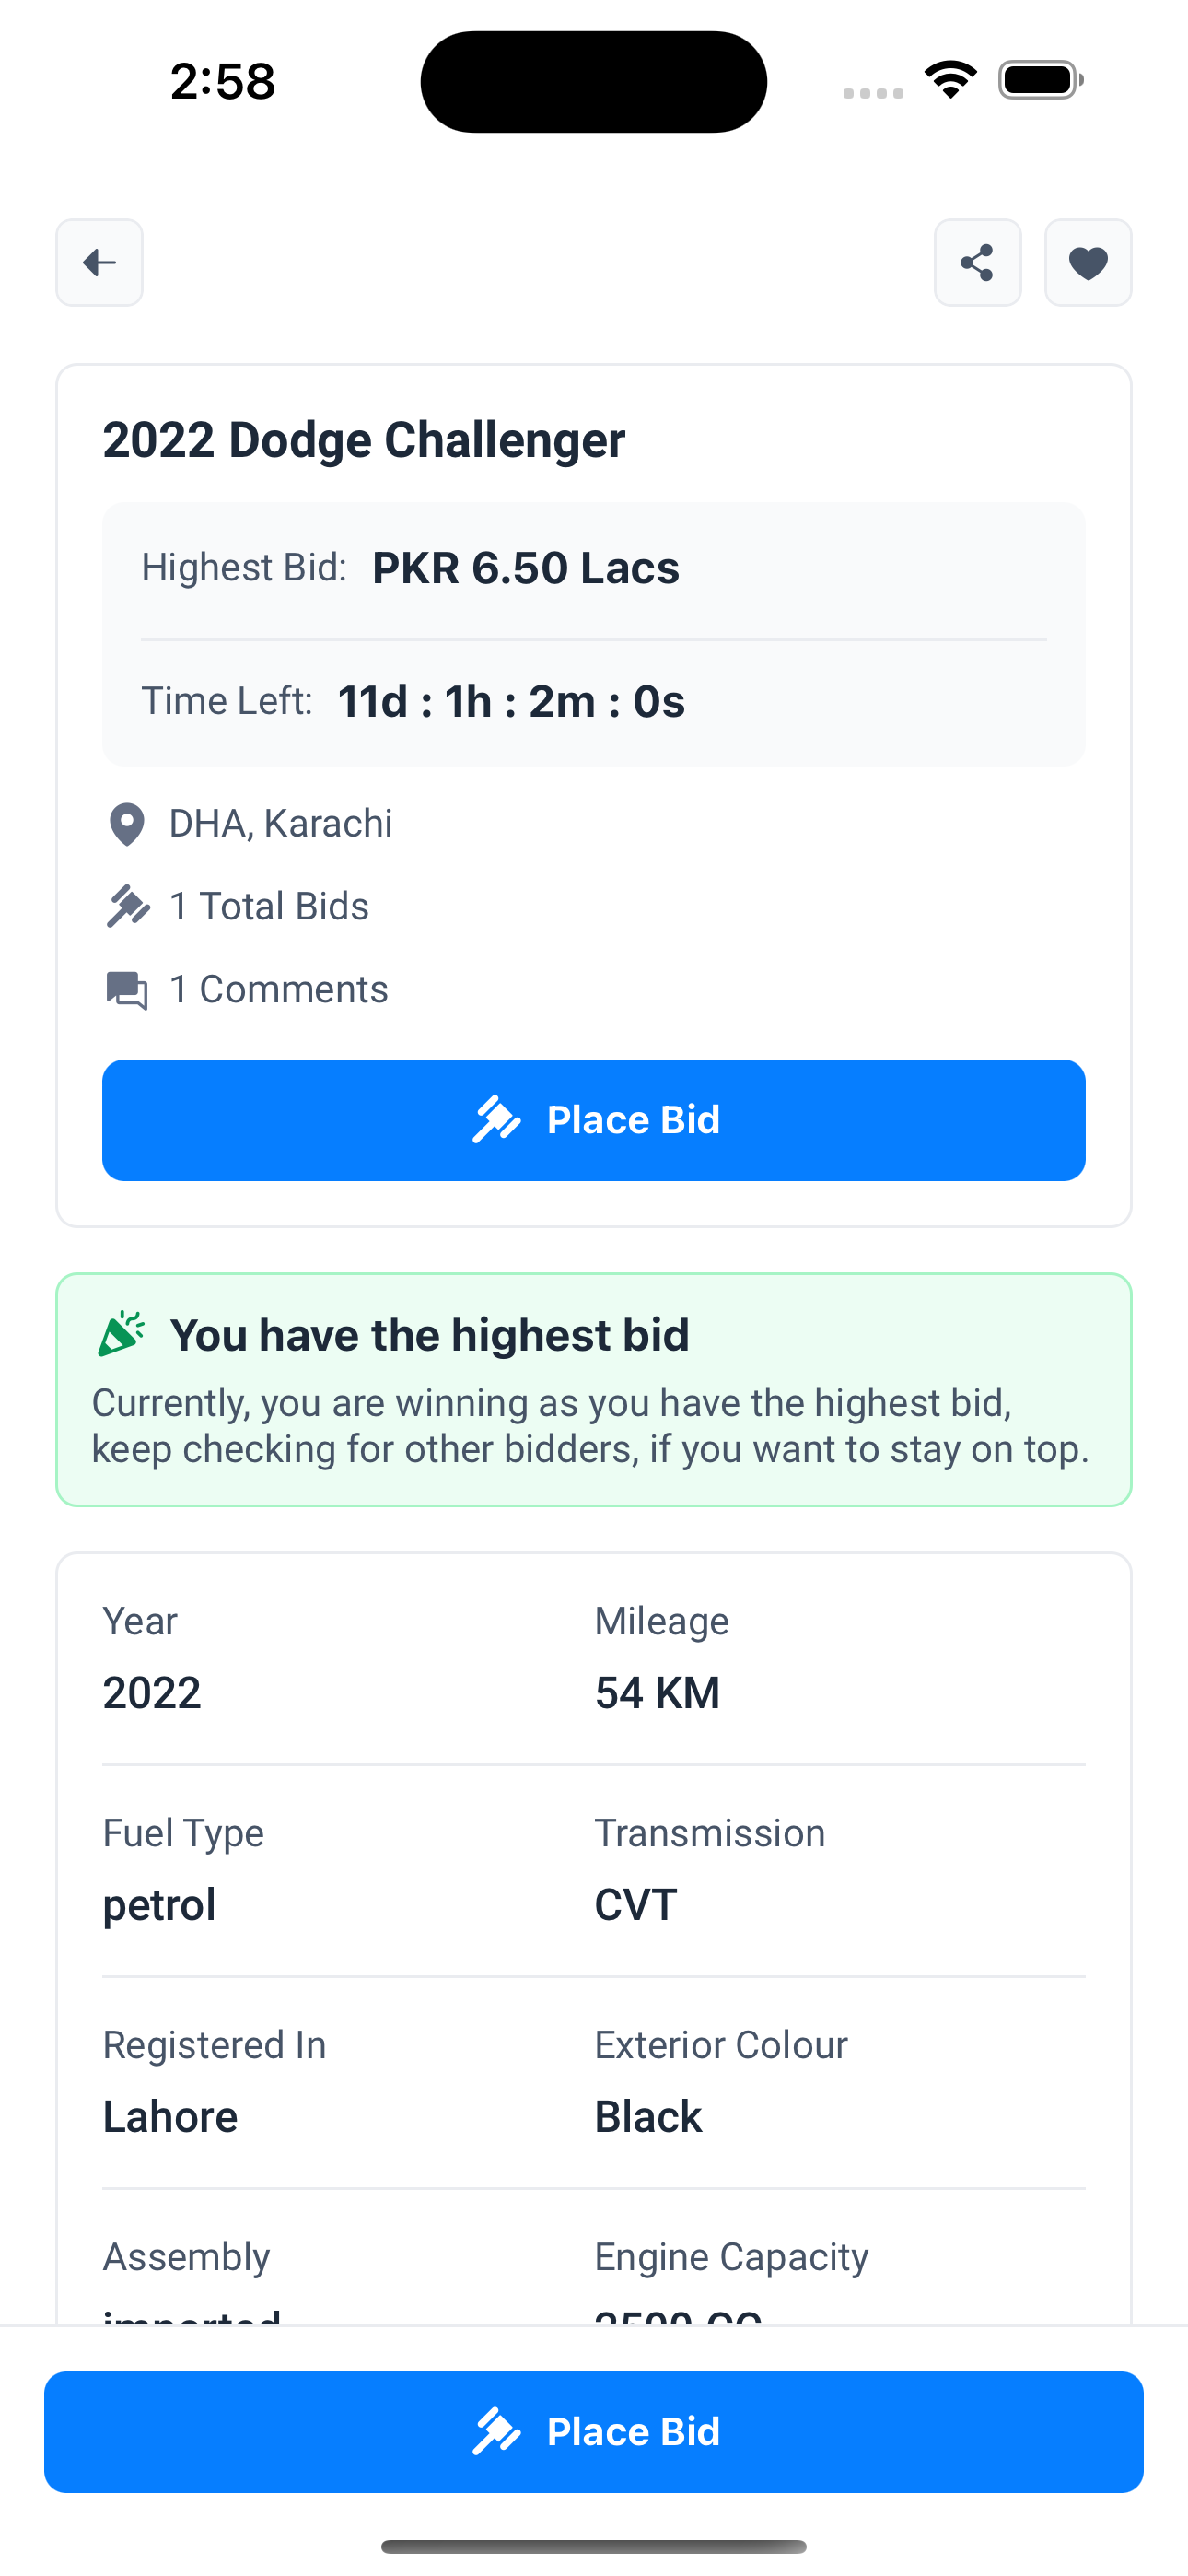 2:58
2022 Dodge Challenger
Highest Bid: PKR 6.50 Lacs
Time Left: 11d : 1h : 2m : 0s
DHA, Karachi
1 Total Bids
1 Comments
Place Bid
You have the highest bid
Currently, you are winning as you have the highest bid,
keep checking for other bidders, if you want to stay on top.
Year Mileage
2022 54 KM
Fuel Type Transmission
petrol CVT
Registered In Exterior Colour
Lahore Black
Assembly Engine Capacity
imported
Place Bid